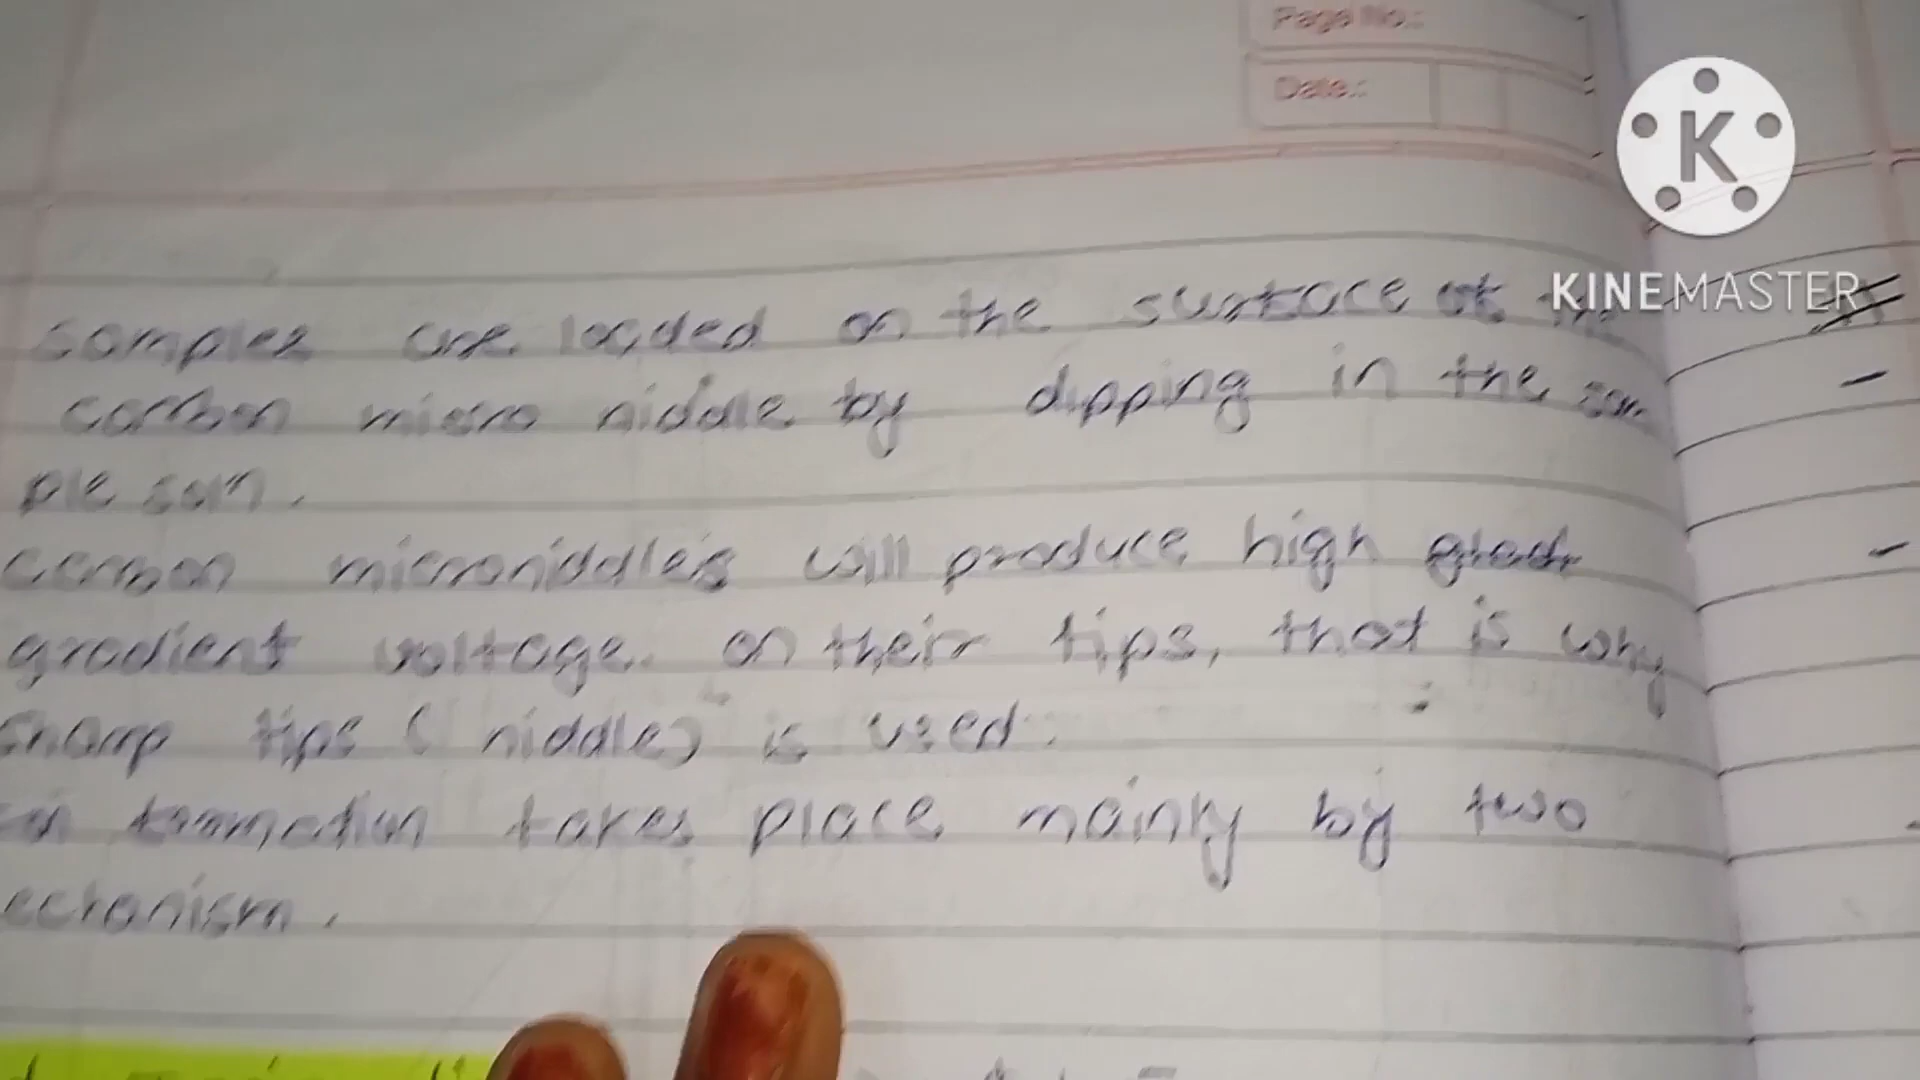 Page No.:
Date.:
KINEMASTER
samples are loaded on the surface of the
carbon micro niddle by dipping in the sam
ple soln.
carbon microniddles will produce high grad
gradient voltage on their tips, that is why
sharp tips (niddle) is used.
ion formation takes place mainly by two
echanism.